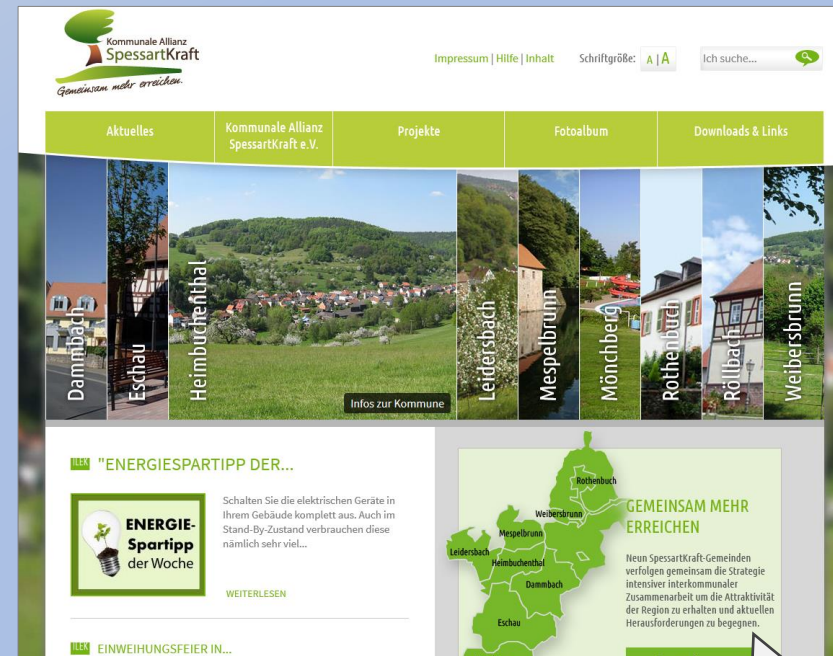 Kommunale Allianz
SpessartKraft
Gemeinsam mehr erreichen.
Impressum | Hilfe | Inhalt
Schriftgröße: A | A
Ich suche...
Aktuelles
Kommunale Allianz
SpessartKraft e.V.
Projekte
Fotoalbum
Downloads & Links
Dammbach
Eschau
Heimbuchenthal
Leidersbach
Mespelbrunn
Mönchberg
Rothenbuch
Röllbach
Weibersbrunn
Infos zur Kommune
ILEK "ENERGIESPARTIPP DER...
ENERGIE-
Spartipp
der Woche
Schalten Sie die elektrischen Geräte in
Ihrem Gebäude komplett aus. Auch im
Stand-By-Zustand verbrauchen diese
nämlich sehr viel...
WEITERLESEN
ILEK EINWEIHUNGSFEIER IN...
Rothenbuch
Weibersbrunn
Mespelbrunn
Leidersbach
Heimbuchenthal
Dammbach
Eschau
GEMEINSAM MEHR
ERREICHEN
Neun SpessartKraft-Gemeinden
verfolgen gemeinsam die Strategie
intensiver interkommunaler
Zusammenarbeit um die Attraktivität
der Region zu erhalten und aktuellen
Herausforderungen zu begegnen.